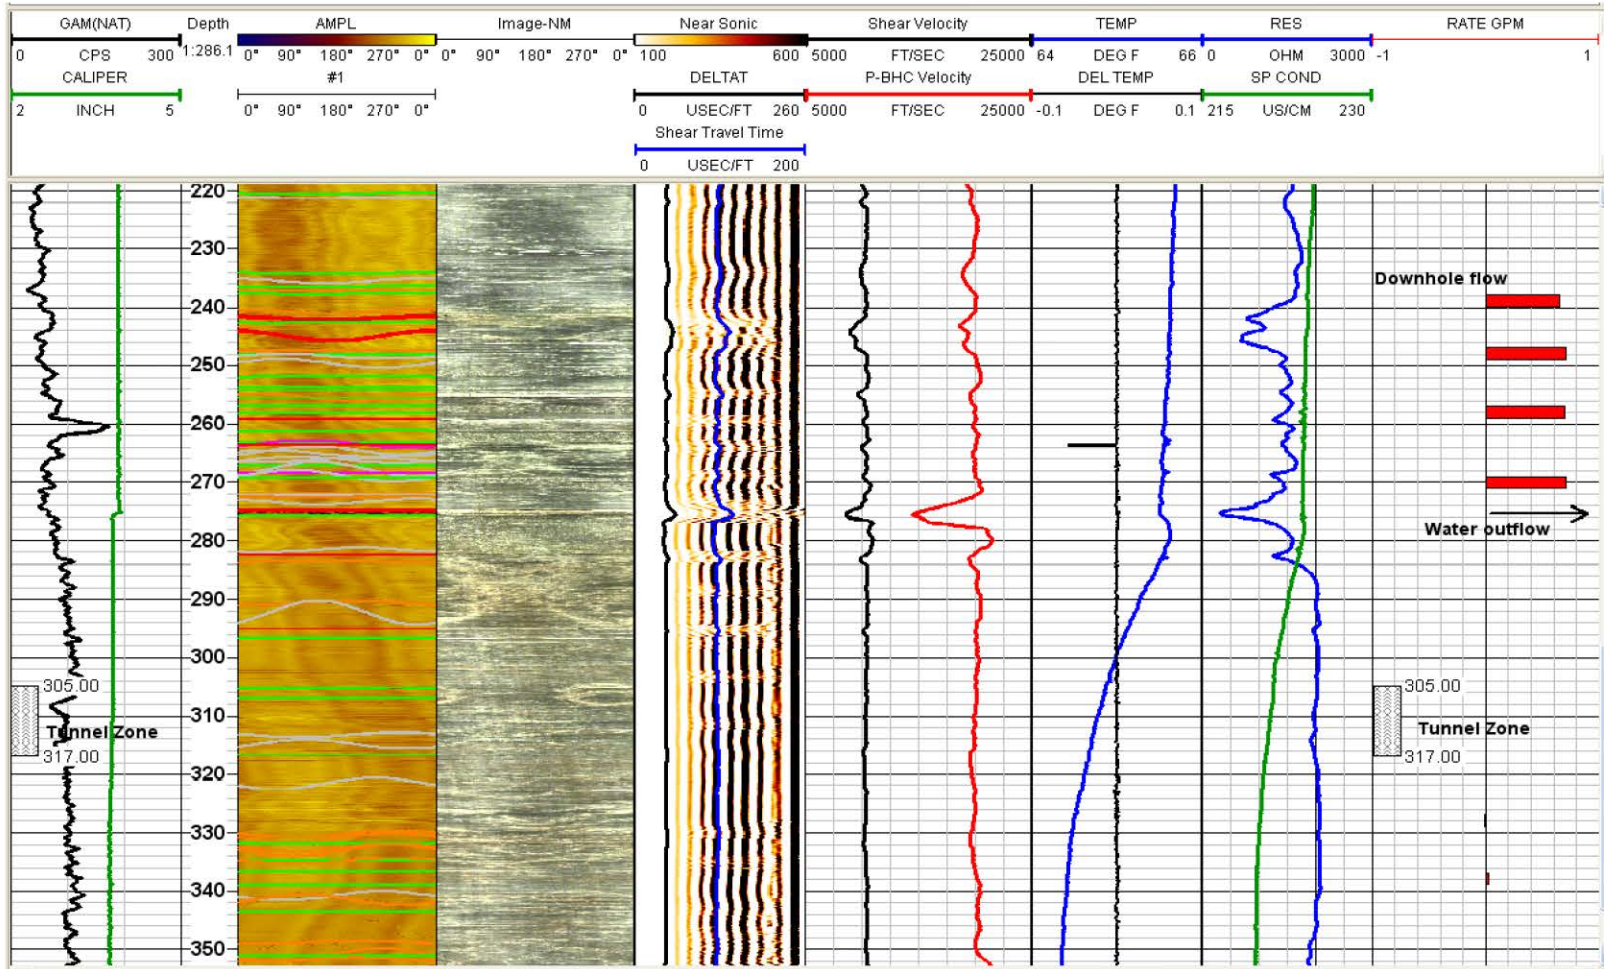 GAM(NAT) Depth AMPL Image-NM Near Sonic Shear Velocity TEMP RES RATE GPM
0 CPS 300 1:286.1 0° 90° 180° 270° 0° 0° 90° 180° 270° 0° 100 600 5000 FT/SEC 25000 64 DEG F 66 0 OHM 3000 -1 1
CALIPER #1 DELTAT P-BHC Velocity DEL TEMP SP COND
2 INCH 5 0° 90° 180° 270° 0° 0 USEC/FT 260 5000 FT/SEC 25000 -0.1 DEG F 0.1 215 US/CM 230
Shear Travel Time
0 USEC/FT 200
220
230
Downhole flow
240
250
260
270
Water outflow
280
290
300
305.00 305.00
310
Tunnel Zone Tunnel Zone
317.00 317.00
320
330
340
350